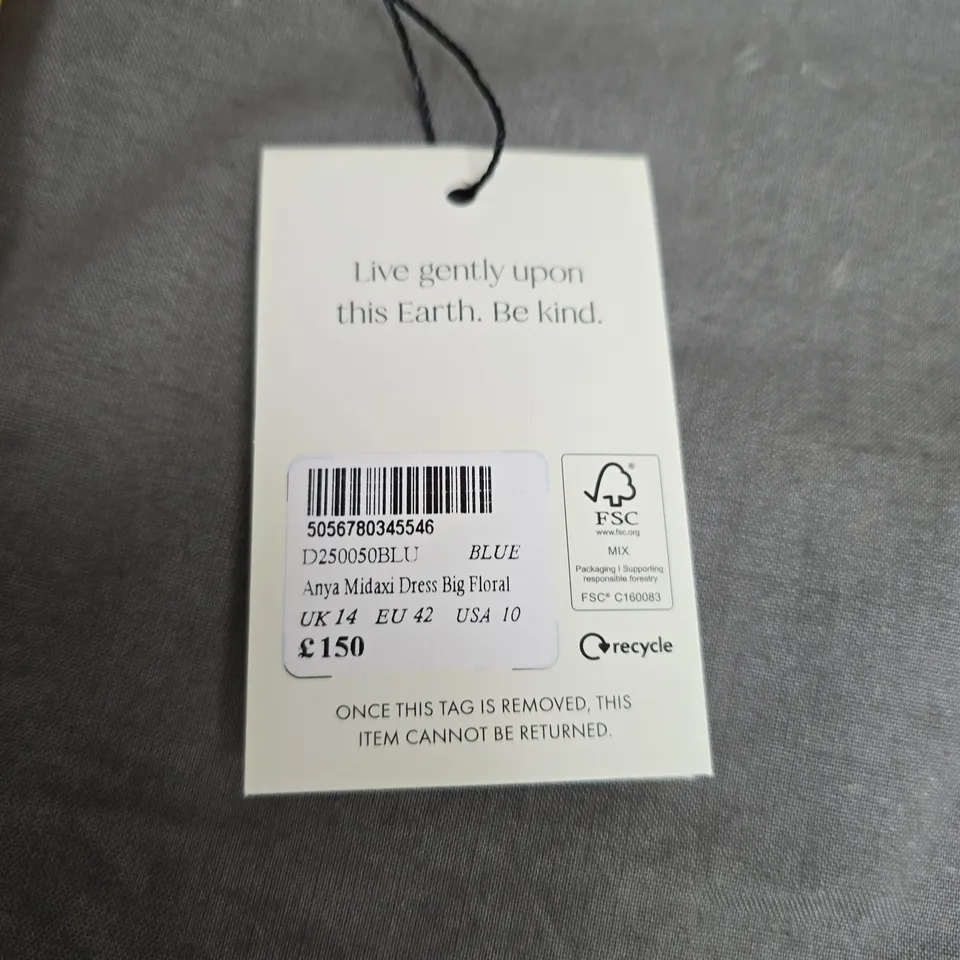 Live gently upon
this Earth. Be kind.
5056780345546
D250050BLU BLUE
Anya Midaxi Dress Big Floral
UK 14 EU 42 USA 10
£150
®
FSC
www.fsc.org
MIX
Packaging | Supporting
responsible forestry
FSC® C160083
recycle
ONCE THIS TAG IS REMOVED, THIS
ITEM CANNOT BE RETURNED.